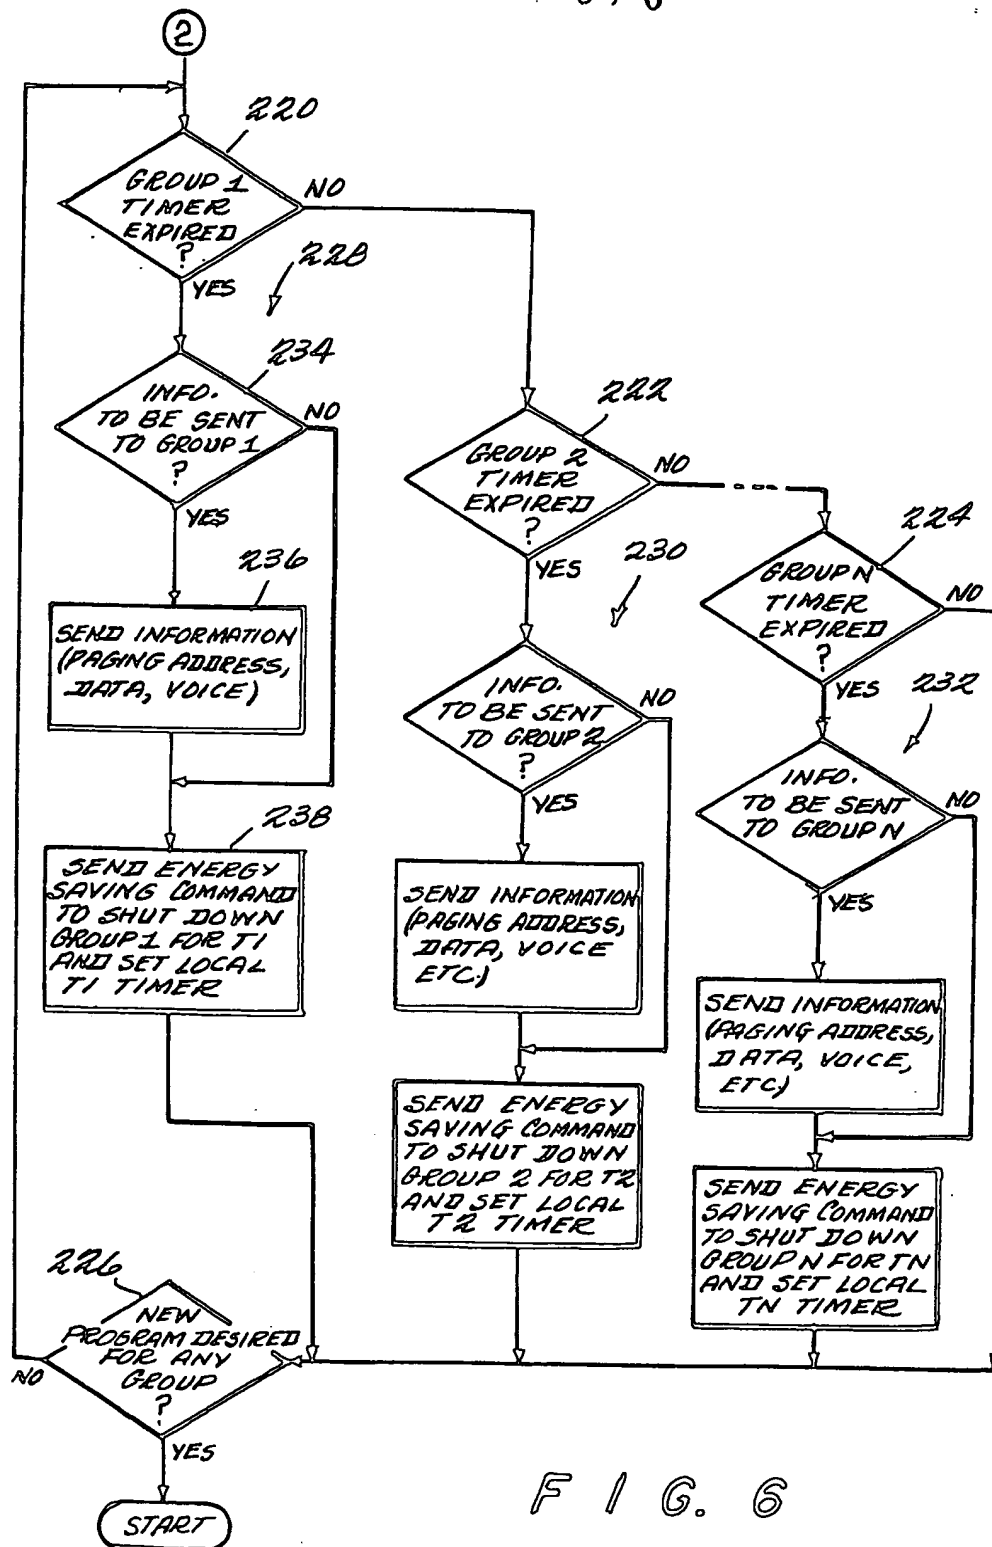 2
220
GROUP 1
TIMER
EXPIRED
?
NO
YES
228
234
INFO.
TO BE SENT
TO GROUP 1
?
NO
YES
236
SEND INFORMATION
(PAGING ADDRESS,
DATA, VOICE)
238
SEND ENERGY
SAVING COMMAND
TO SHUT DOWN
GROUP 1 FOR T1
AND SET LOCAL
T1 TIMER
222
GROUP 2
TIMER
EXPIRED
?
NO
YES
230
INFO.
TO BE SENT
TO GROUP 2
?
NO
YES
SEND INFORMATION
(PAGING ADDRESS,
DATA, VOICE
ETC.)
SEND ENERGY
SAVING COMMAND
TO SHUT DOWN
GROUP 2 FOR T2
AND SET LOCAL
T2 TIMER
224
GROUP N
TIMER
EXPIRED
?
NO
YES
232
INFO.
TO BE SENT
TO GROUP N
NO
YES
SEND INFORMATION
(PAGING ADDRESS,
DATA, VOICE,
ETC.)
SEND ENERGY
SAVING COMMAND
TO SHUT DOWN
GROUP N FOR TN
AND SET LOCAL
TN TIMER
226
NEW
PROGRAM DESIRED
FOR ANY
GROUP
?
NO
YES
START
FIG. 6